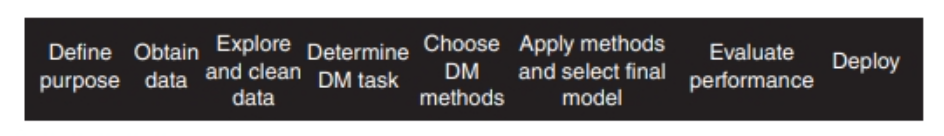 Define purpose
Obtain data
Explore and clean data
Determine DM task
Choose DM methods
Apply methods and select final model
Evaluate performance
Deploy